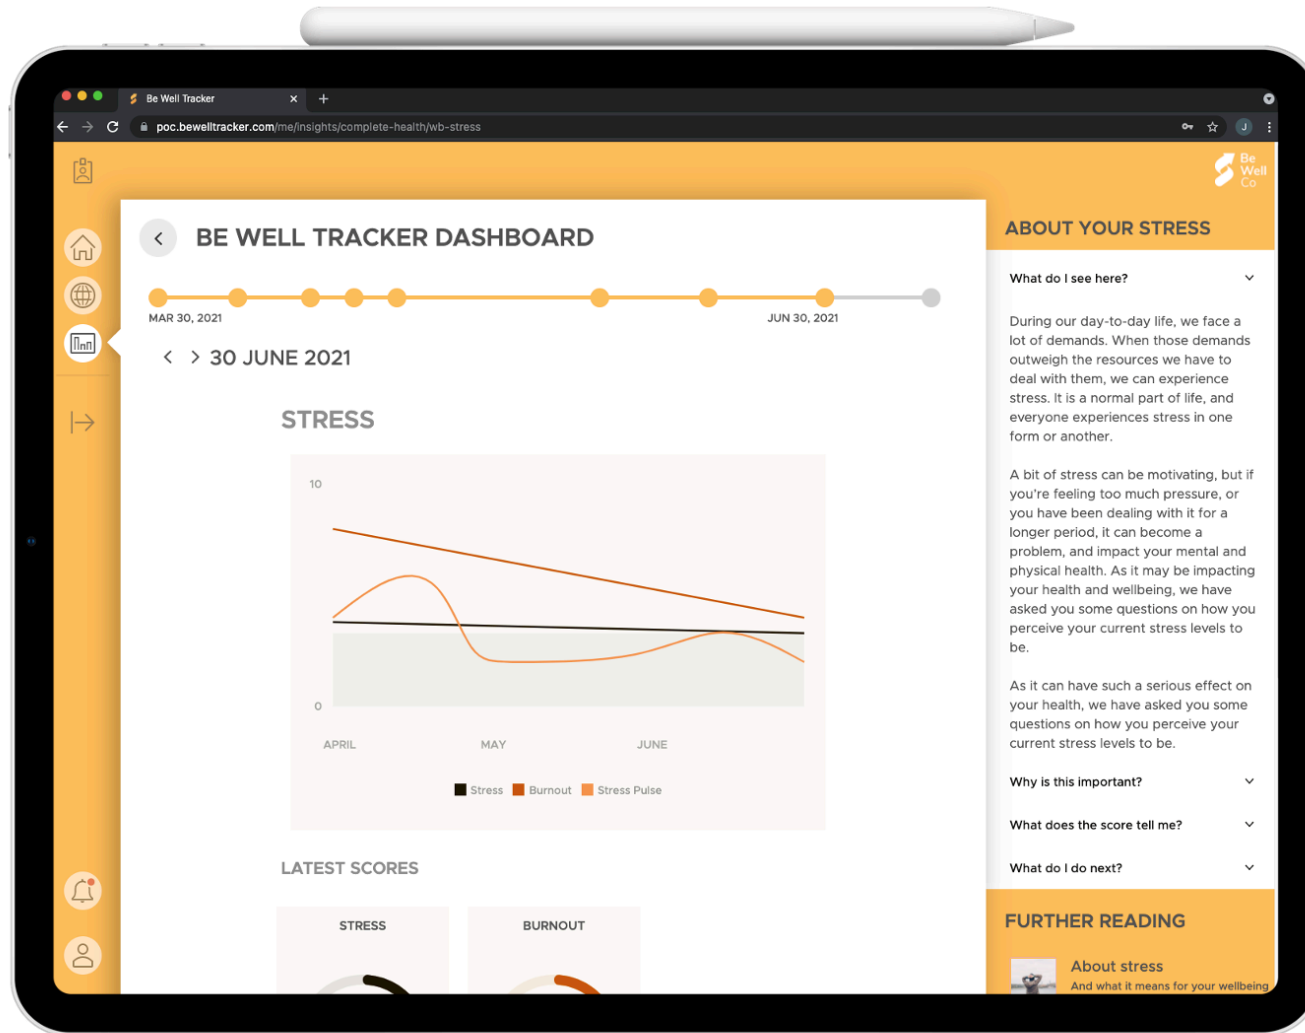 Be Well Tracker
poc.bewelltracker.com/me/insights/complete-health/wb-stress
J
Be
Well
Co
BE WELL TRACKER DASHBOARD
MAR 30, 2021
JUN 30, 2021
30 JUNE 2021
STRESS
10
0
APRIL MAY JUNE
Stress Burnout Stress Pulse
LATEST SCORES
STRESS BURNOUT
ABOUT YOUR STRESS
What do I see here?
During our day-to-day life, we face a
lot of demands. When those demands
outweigh the resources we have to
deal with them, we can experience
stress. It is a normal part of life, and
everyone experiences stress in one
form or another.
A bit of stress can be motivating, but if
you're feeling too much pressure, or
you have been dealing with it for a
longer period, it can become a
problem, and impact your mental and
physical health. As it may be impacting
your health and wellbeing, we have
asked you some questions on how you
perceive your current stress levels to
be.
As it can have such a serious effect on
your health, we have asked you some
questions on how you perceive your
current stress levels to be.
Why is this important?
What does the score tell me?
What do I do next?
FURTHER READING
About stress
And what it means for your wellbeing